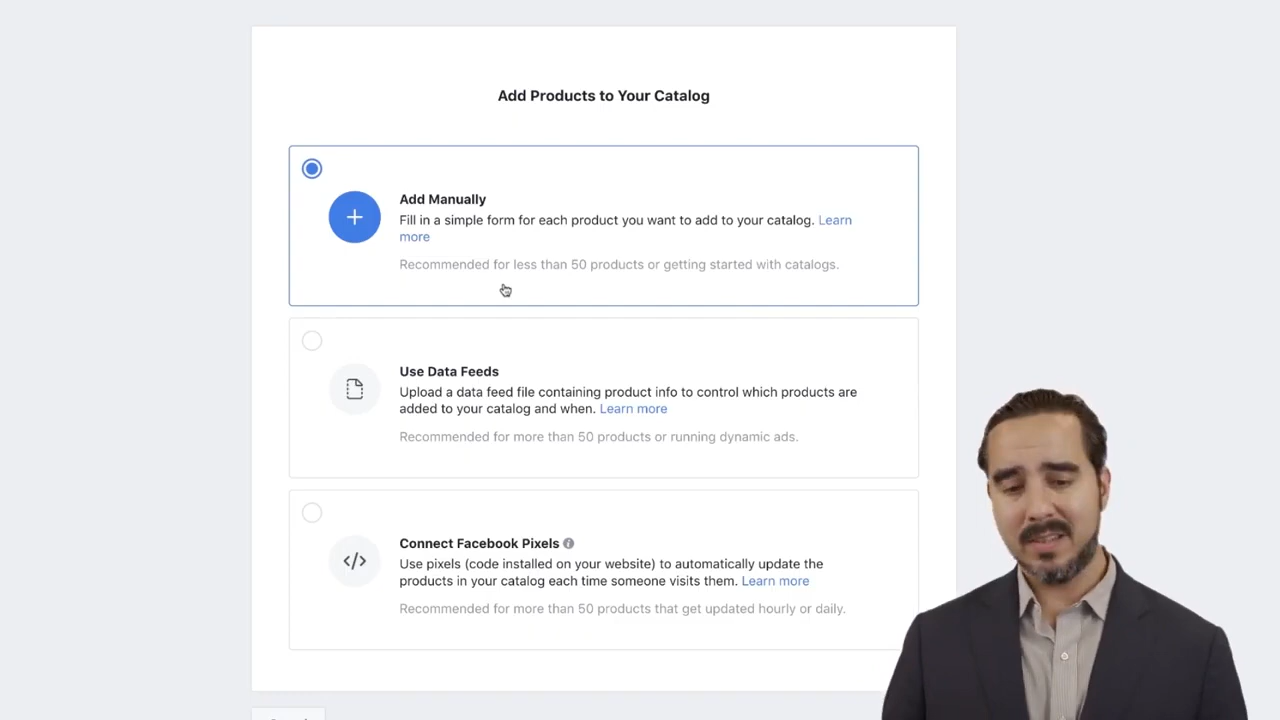 Add Products to Your Catalog
Add Manually
Fill in a simple form for each product you want to add to your catalog. Learn
more
Recommended for less than 50 products or getting started with catalogs.
Use Data Feeds
Upload a data feed file containing product info to control which products are
added to your catalog and when. Learn more
Recommended for more than 50 products or running dynamic ads.
Connect Facebook Pixels
Use pixels (code installed on your website) to automatically update the
products in your catalog each time someone visits them. Learn more
Recommended for more than 50 products that get updated hourly or daily.